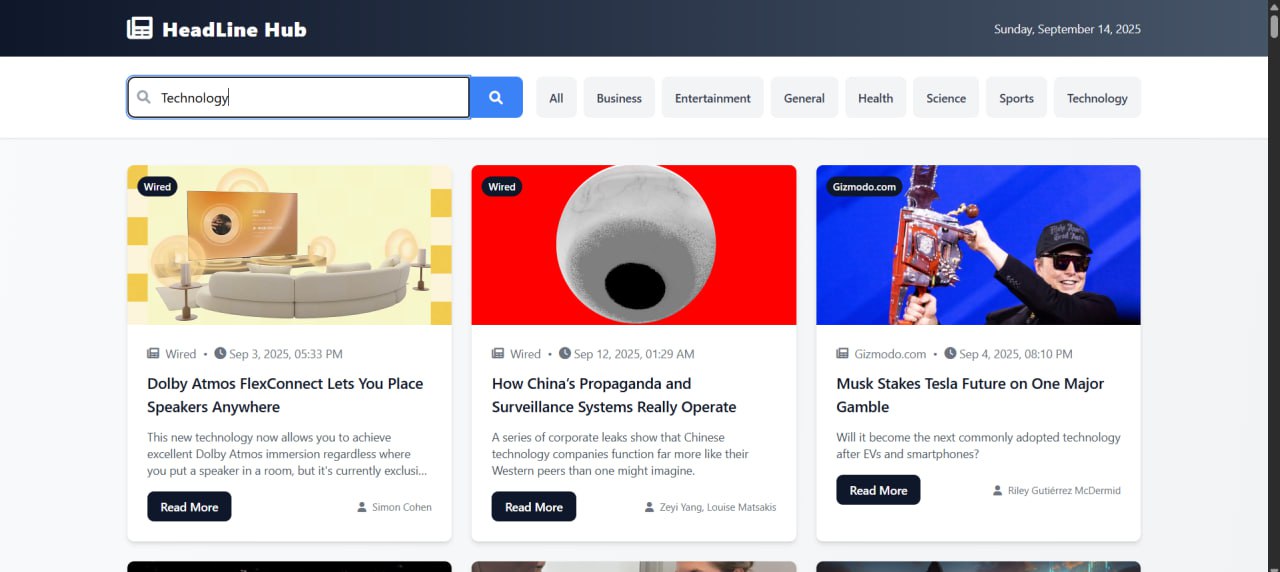 HeadLine Hub
Sunday, September 14, 2025
Technology
All Business Entertainment General Health Science Sports Technology
Wired
Wired
Gizmodo.com
Wired • Sep 3, 2025, 05:33 PM
Dolby Atmos FlexConnect Lets You Place
Speakers Anywhere
This new technology now allows you to achieve
excellent Dolby Atmos immersion regardless where
you put a speaker in a room, but it's currently exclusi...
Read More
Simon Cohen
Wired • Sep 12, 2025, 01:29 AM
How China's Propaganda and
Surveillance Systems Really Operate
A series of corporate leaks show that Chinese
technology companies function far more like their
Western peers than one might imagine.
Read More
Zeyi Yang, Louise Matsakis
Gizmodo.com • Sep 4, 2025, 08:10 PM
Musk Stakes Tesla Future on One Major
Gamble
Will it become the next commonly adopted technology
after EVs and smartphones?
Read More
Riley Gutiérrez McDermid